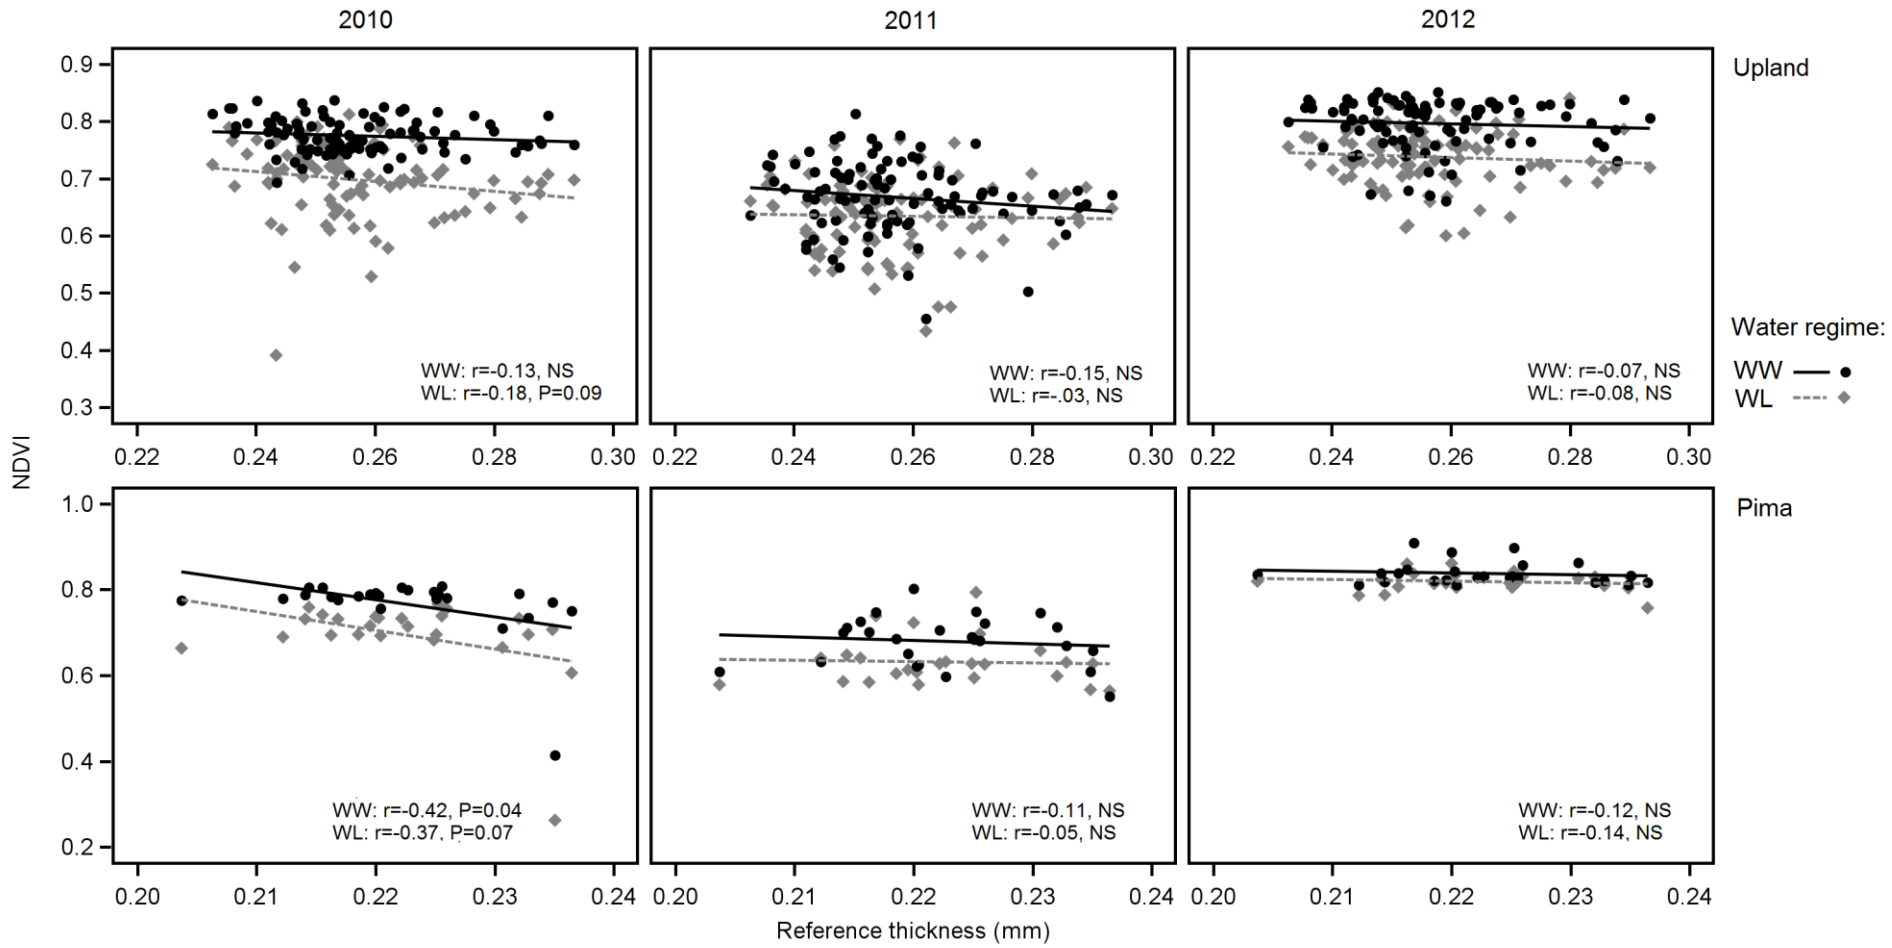 2010
2011
2012
0.9
0.8
0.7
0.6
0.5
0.4
0.3
WW: r=-0.13, NS
WL: r=-0.18, P=0.09
WW: r=-0.15, NS
WL: r=-.03, NS
WW: r=-0.07, NS
WL: r=-0.08, NS
Upland
Water regime:
WW
WL
0.22 0.24 0.26 0.28 0.30
0.22 0.24 0.26 0.28 0.30
0.22 0.24 0.26 0.28 0.30
NDVI
1.0
0.8
0.6
0.4
0.2
WW: r=-0.42, P=0.04
WL: r=-0.37, P=0.07
WW: r=-0.11, NS
WL: r=-0.05, NS
WW: r=-0.12, NS
WL: r=-0.14, NS
Pima
0.20 0.21 0.22 0.23 0.24
0.20 0.21 0.22 0.23 0.24
0.20 0.21 0.22 0.23 0.24
Reference thickness (mm)